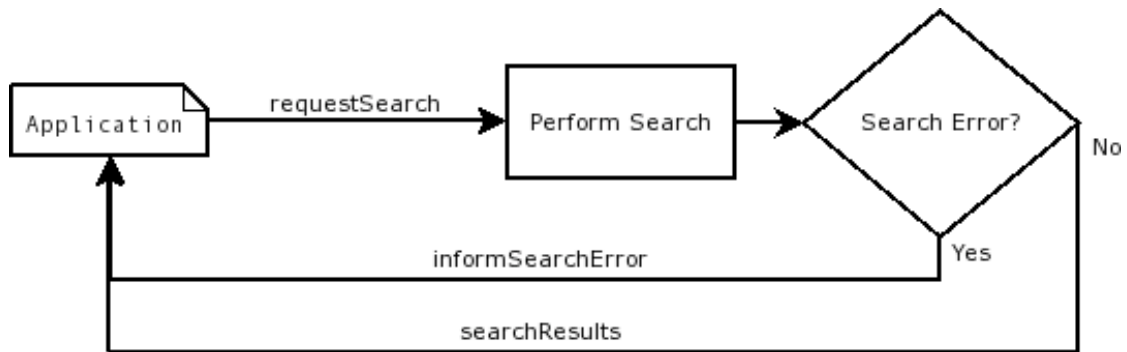 requestSearch
Application
Perform Search
Search Error?
No
Yes
informSearchError
searchResults